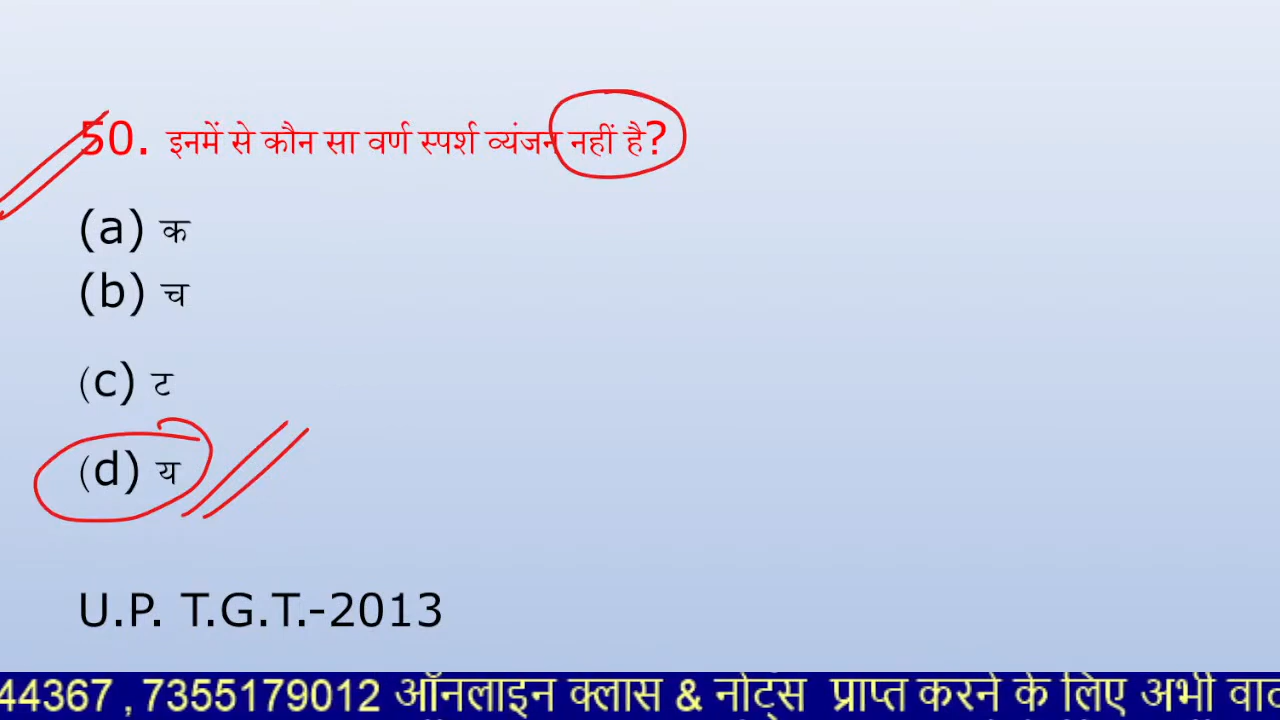 50. इनमें से कौन सा वर्ण स्पर्श व्यंजन नहीं है?
(a) क
(b) च
(c) ट
(d) य
U.P. T.G.T.-2013
44367 , 7355179012 ऑनलाइन क्लास & नोट्स प्राप्त करने के लिए अभी